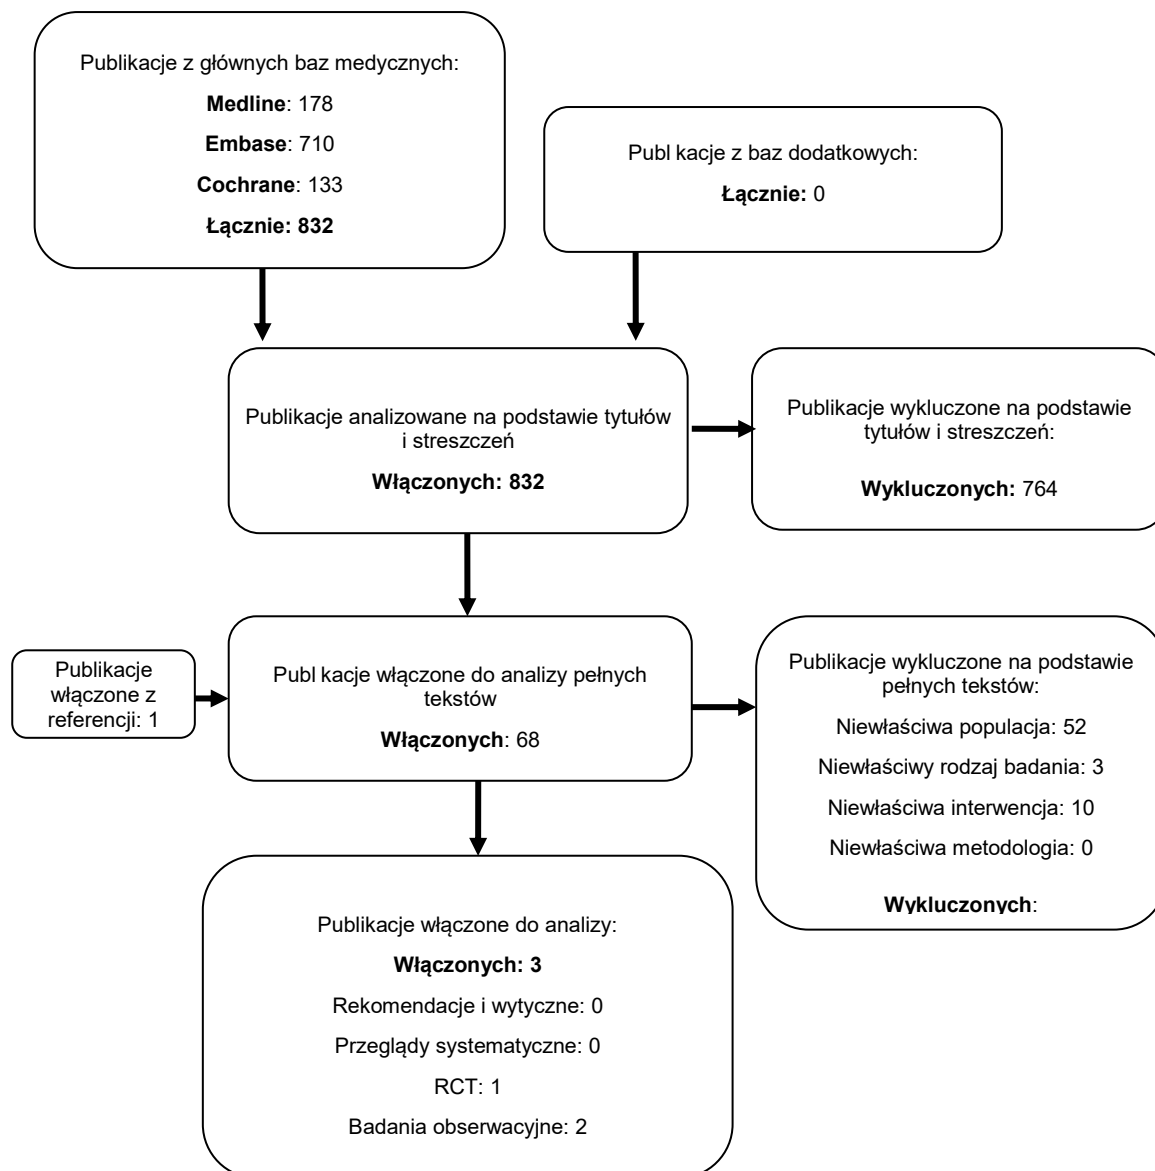 Publikacje z głównych baz medycznych:
Medline: 178
Embase: 710
Cochrane: 133
Łącznie: 832
Publ kacje z baz dodatkowych:
Łącznie: 0
Publikacje analizowane na podstawie tytułów
i streszczeń
Włączonych: 832
Publikacje wykluczone na podstawie
tytułów i streszczeń:
Wykluczonych: 764
Publikacje
włączone z
referencji: 1
Publ kacje włączone do analizy pełnych
tekstów
Włączonych: 68
Publikacje wykluczone na podstawie
pełnych tekstów:
Niewłaściwa populacja: 52
Niewłaściwy rodzaj badania: 3
Niewłaściwa interwencja: 10
Niewłaściwa metodologia: 0
Wykluczonych:
Publikacje włączone do analizy:
Włączonych: 3
Rekomendacje i wytyczne: 0
Przeglądy systematyczne: 0
RCT: 1
Badania obserwacyjne: 2